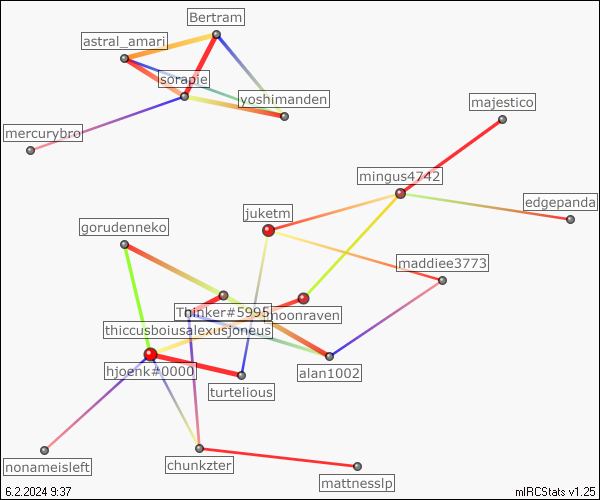 Bertram
astral_amari
sorapie
yoshimanden
majestico
mercurybro
mingus4742
edgepanda
juketm
gorudenneko
maddiee3773
Thinker#5995
moonraven
thiccusboiusalexusjoneus
hjoenk#0000
alan1002
turtelious
nonameisleft
chunkzter
mattnesslp
6.2.2024 9:37
mIRCStats v1.25